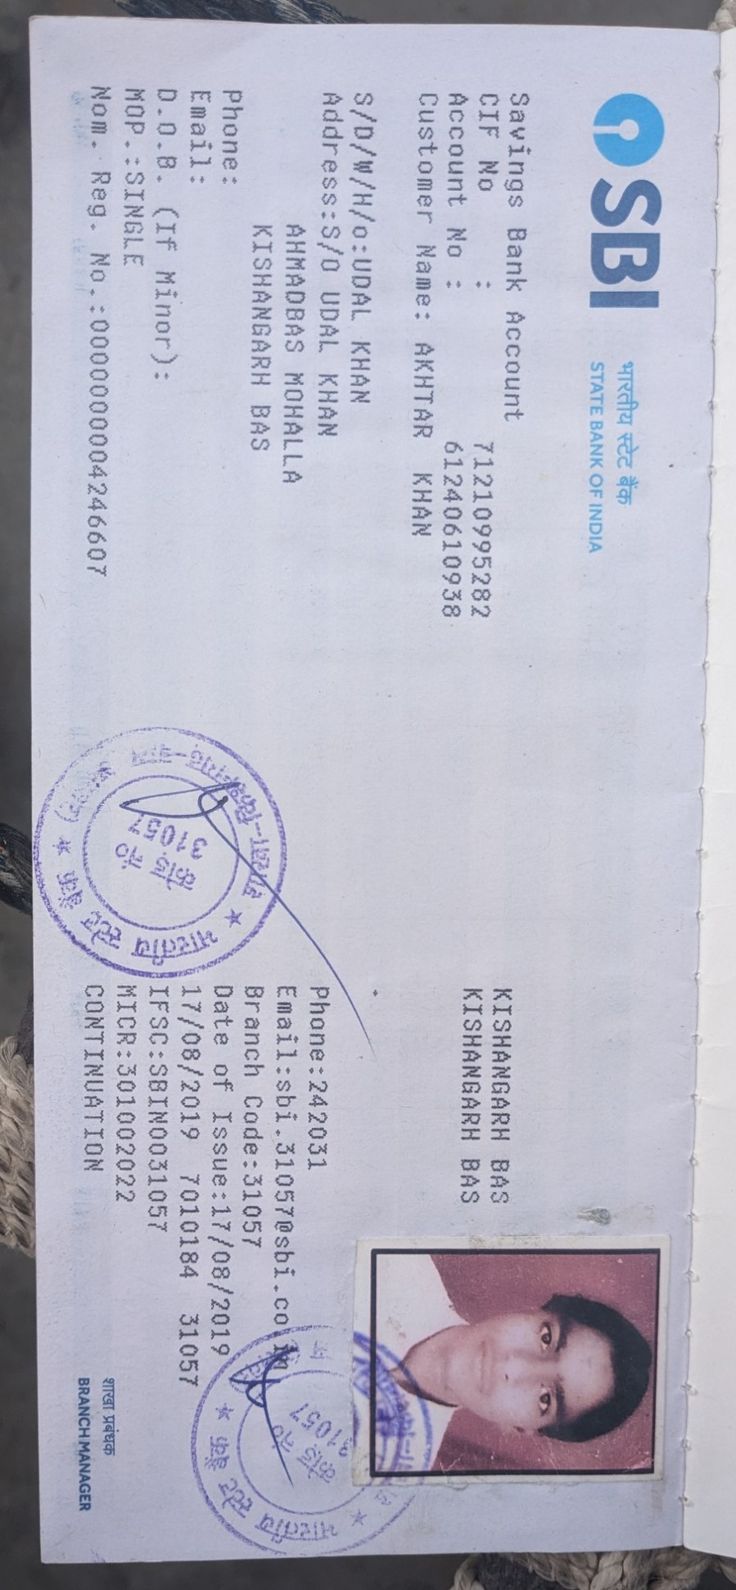 SBI
भारतीय स्टेट बैंक
STATE BANK OF INDIA
Savings Bank Account
CIF No : 71210995282
Account No : 61240610938
Customer Name: AKHTAR KHAN
S/D/W/H/o:UDAL KHAN
Address:S/O UDAL KHAN
AHMADBAS MOHALLA
KISHANGARH BAS
Phone:
Email:
D.O.B. (If Minor):
MOP.:SINGLE
Nom. Reg. No.:0000000004246607
KISHANGARH BAS
KISHANGARH BAS
Phone:242031
Email:sbi.31057@sbi.co.in
Branch Code:31057
Date of Issue:17/08/2019
17/08/2019 7010184 31057
IFSC:SBIN0031057
MICR:301002022
CONTINUATION
शाखा प्रबंधक
BRANCH MANAGER
भारतीय स्टेट बैंक
कोड नं०
31057
भारतीय स्टेट बैंक
कोड नं०
31057